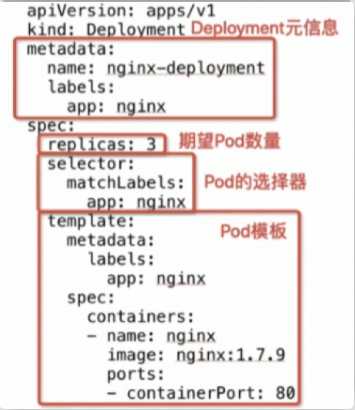 apiVersion: apps/v1
kind: Deployment Deployment元信息
metadata:
name: nginx-deployment
labels:
app: nginx
spec:
replicas: 3 期望Pod数量
selector:
matchLabels: Pod的选择器
app: nginx
template: Pod模板
metadata:
labels:
app: nginx
spec:
containers:
- name: nginx
image: nginx:1.7.9
ports:
- containerPort: 80